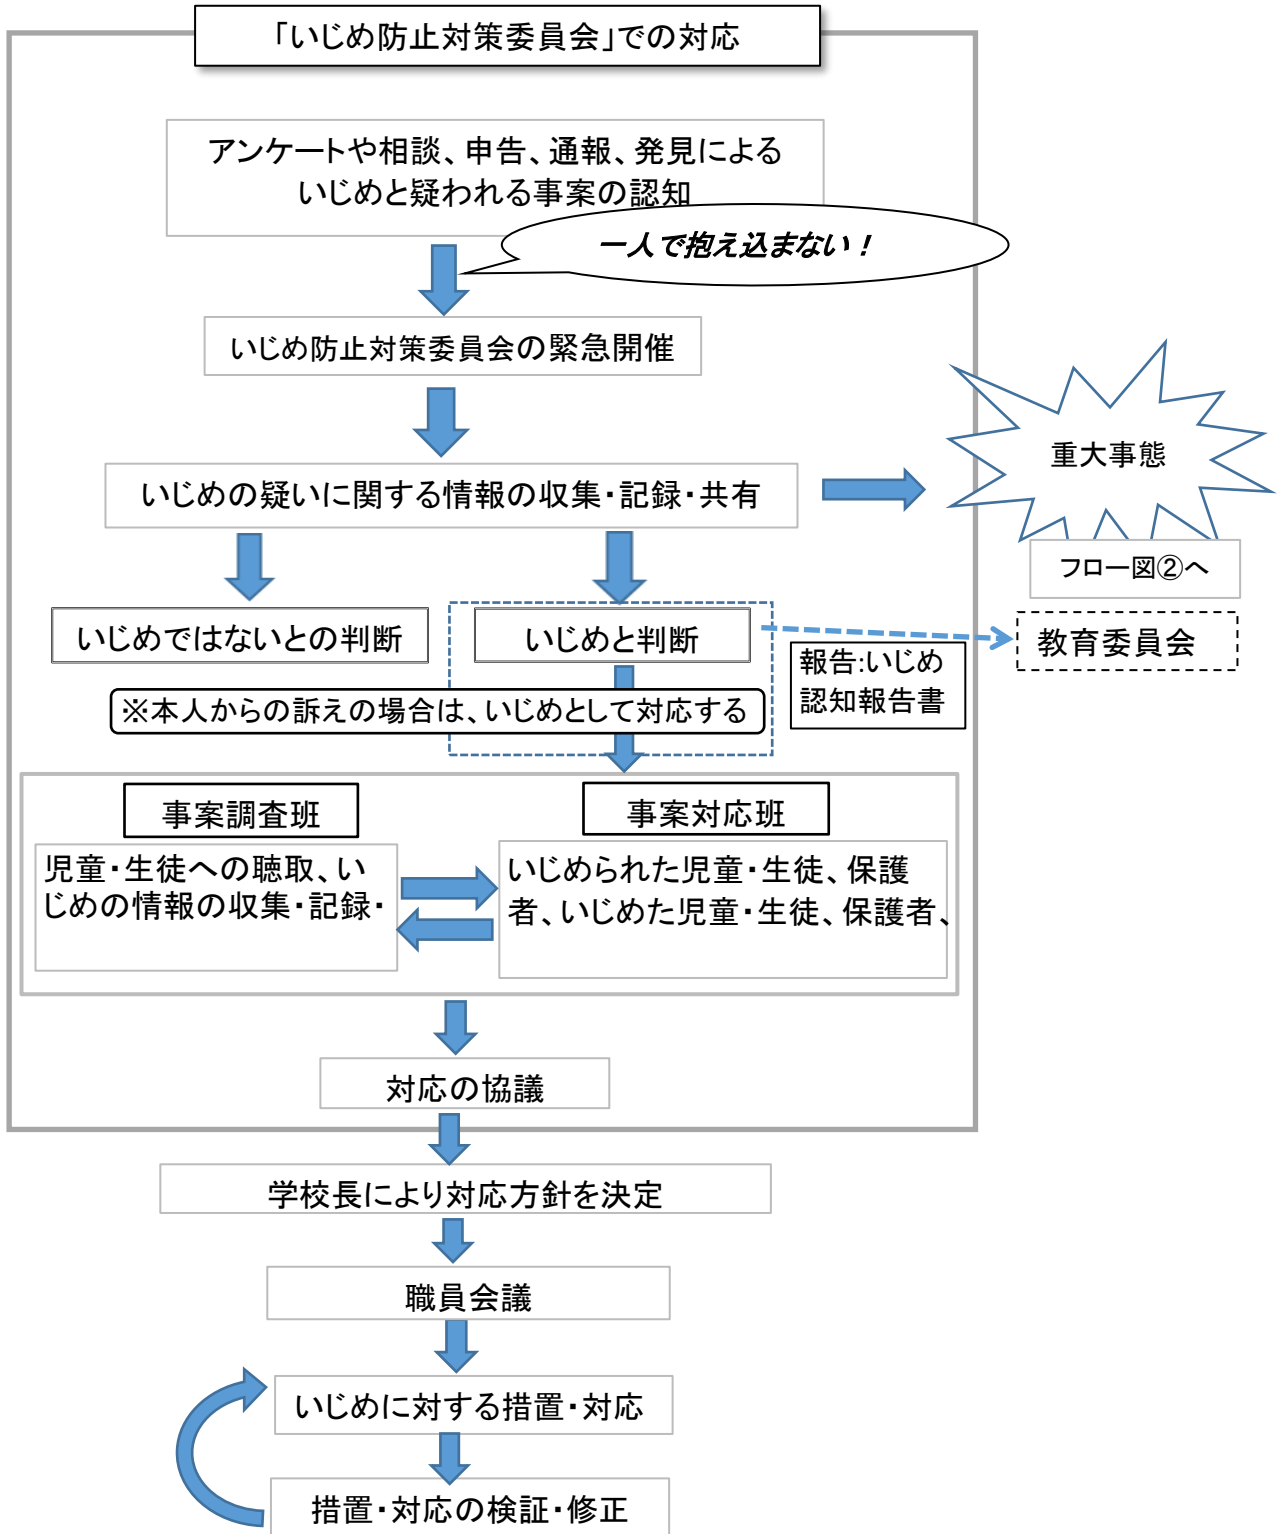 「いじめ防止対策委員会」での対応
アンケートや相談、申告、通報、発見による
いじめと疑われる事案の認知
一人で抱え込まない！
いじめ防止対策委員会の緊急開催
重大事態
いじめの疑いに関する情報の収集・記録・共有
フロー図②へ
いじめではないとの判断
いじめと判断
教育委員会
報告:いじめ
認知報告書
※本人からの訴えの場合は、いじめとして対応する
事案調査班
事案対応班
児童・生徒への聴取、い
じめの情報の収集・記録・
いじめられた児童・生徒、保護
者、いじめた児童・生徒、保護者、
対応の協議
学校長により対応方針を決定
職員会議
いじめに対する措置・対応
措置・対応の検証・修正